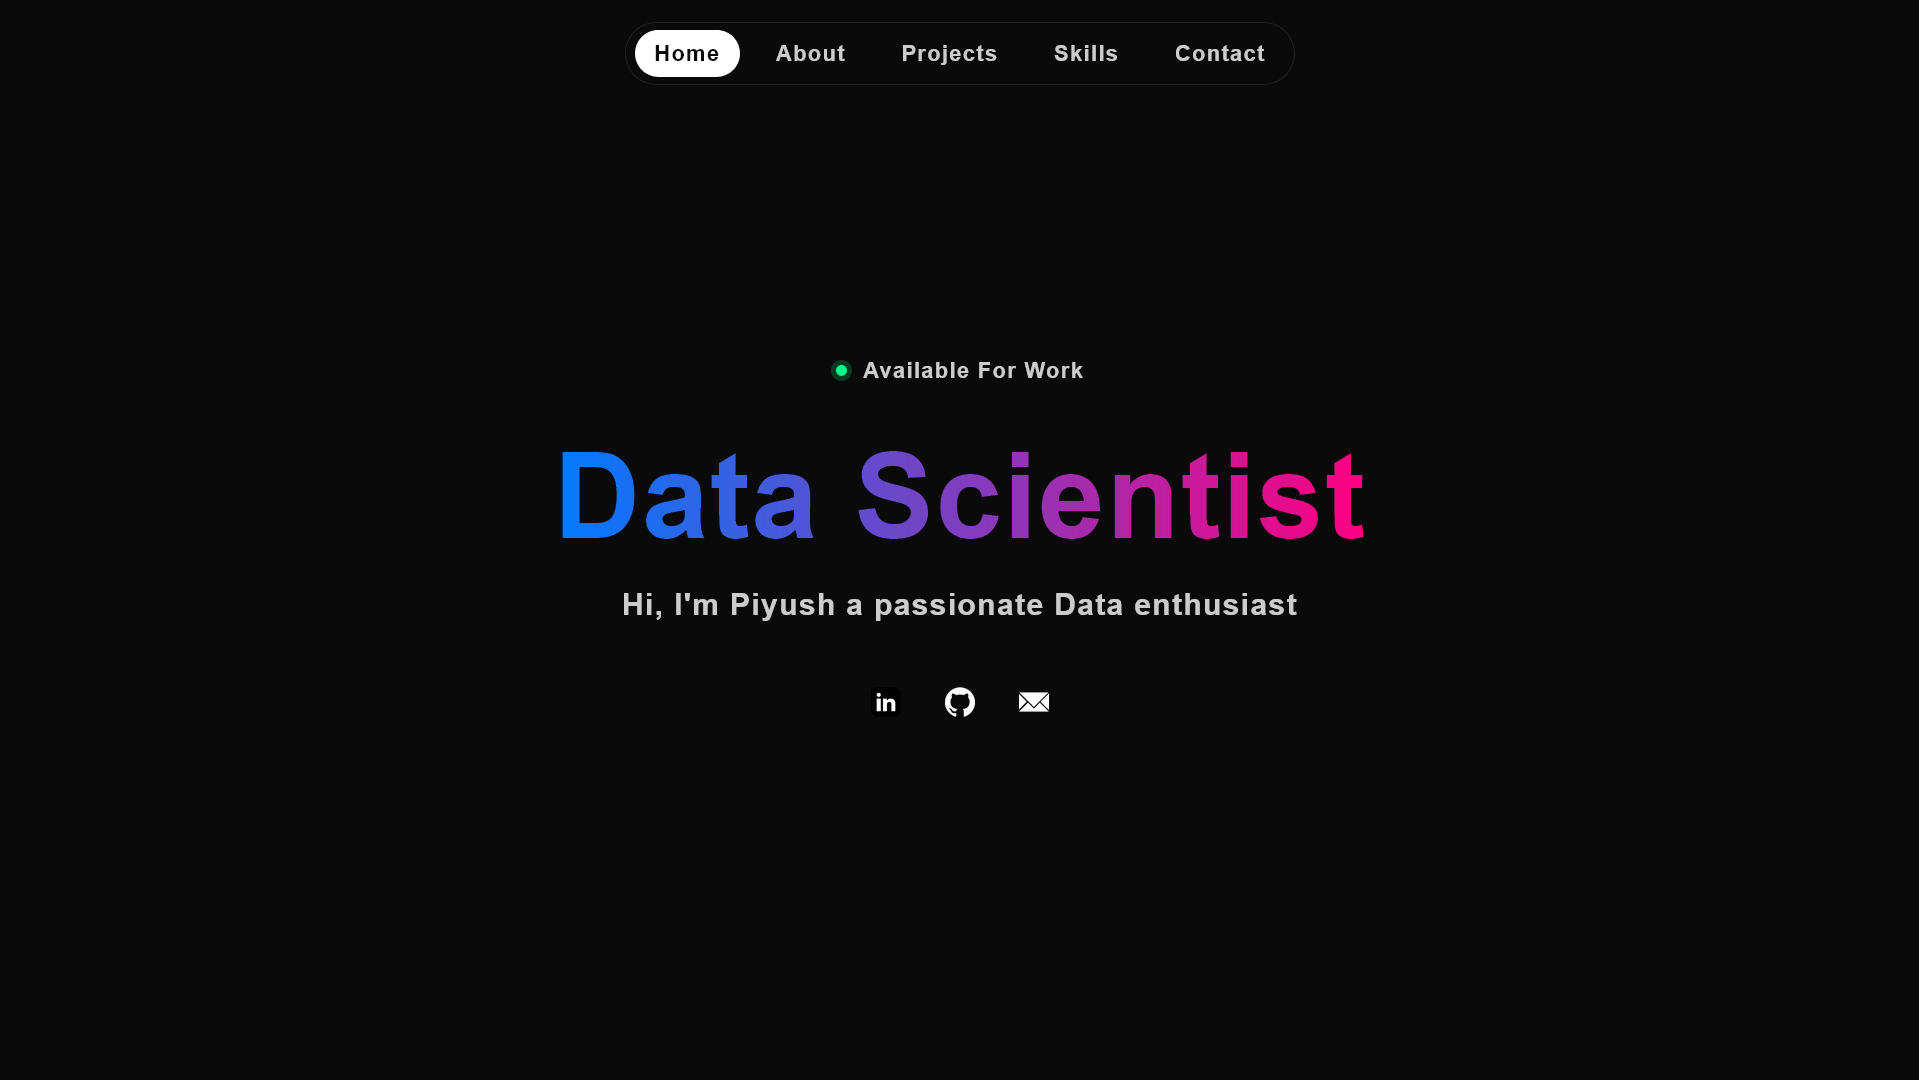 Home About Projects Skills Contact
Available For Work
Data Scientist
Hi, I'm Piyush a passionate Data enthusiast
in